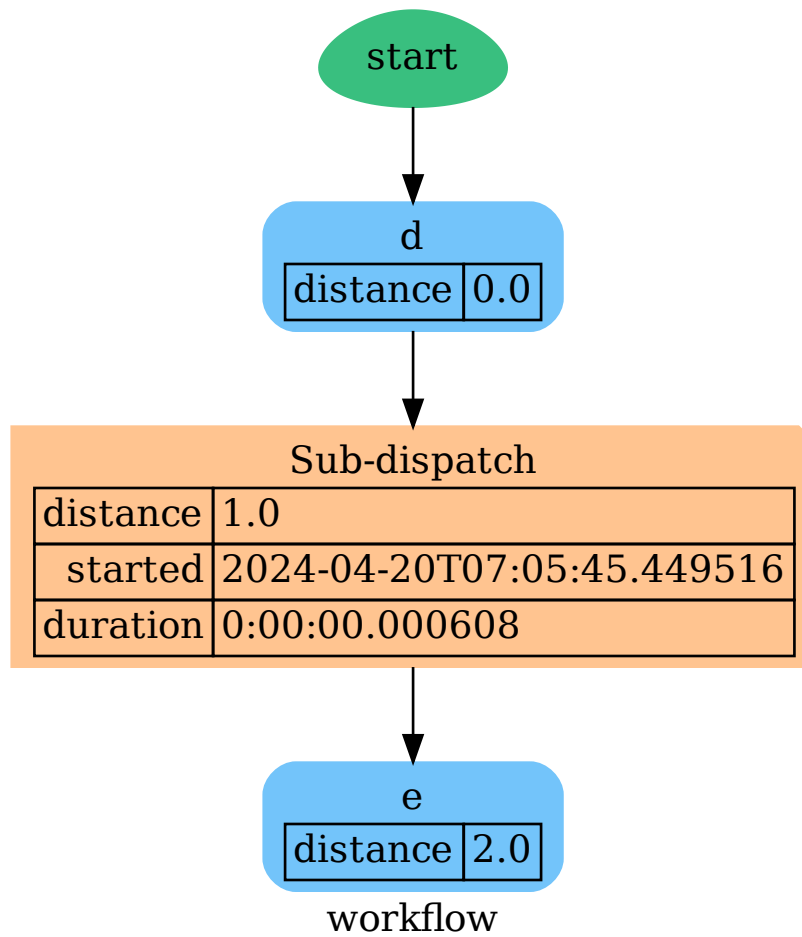 start
d
distance 0.0
Sub-dispatch
distance 1.0
started 2024-04-20T07:05:45.449516
duration 0:00:00.000608
e
distance 2.0
workflow